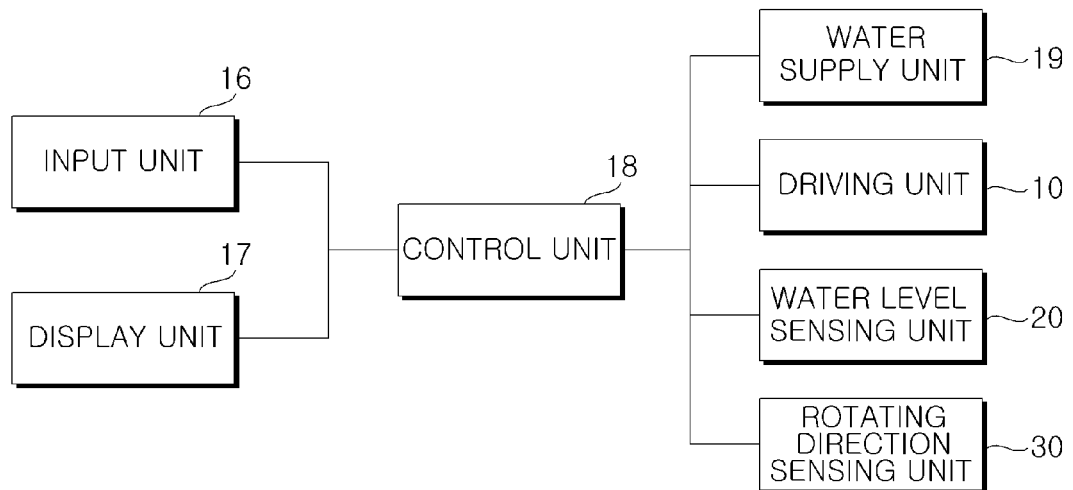 16
INPUT UNIT
17
DISPLAY UNIT
18
CONTROL UNIT
WATER
SUPPLY UNIT
19
DRIVING UNIT
10
WATER LEVEL
SENSING UNIT
20
ROTATING
DIRECTION
SENSING UNIT
30